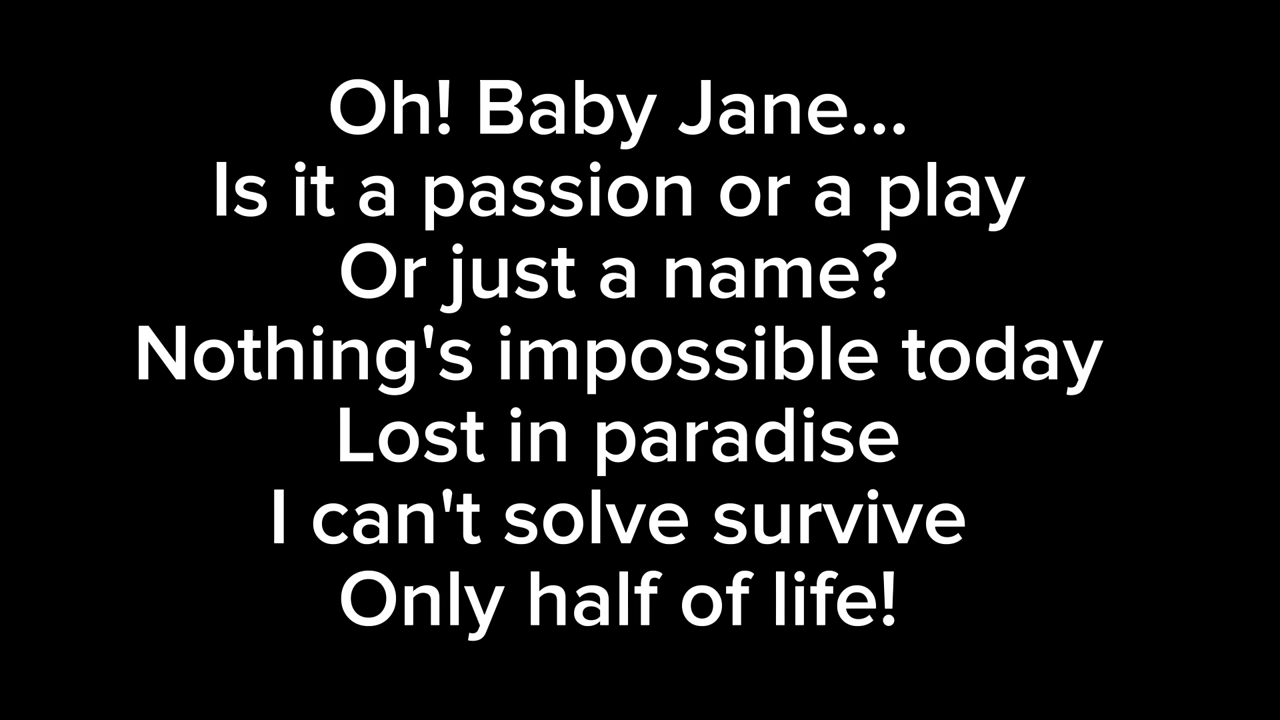 Oh! Baby Jane...
Is it a passion or a play
Or just a name?
Nothing's impossible today
Lost in paradise
I can't solve survive
Only half of life!